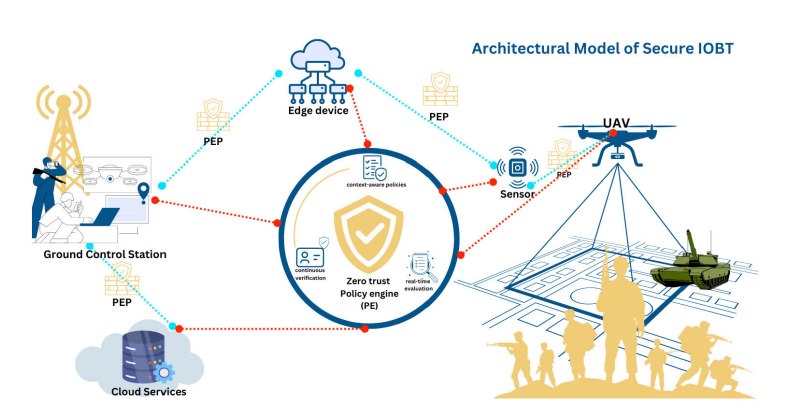 Architectural Model of Secure IOBT
Edge device
PEP
PEP
UAV
PEP
Sensor
context-aware policies
Ground Control Station
continuous
verification
real-time
evaluation
Zero trust
Policy engine
(PE)
PEP
Cloud Services